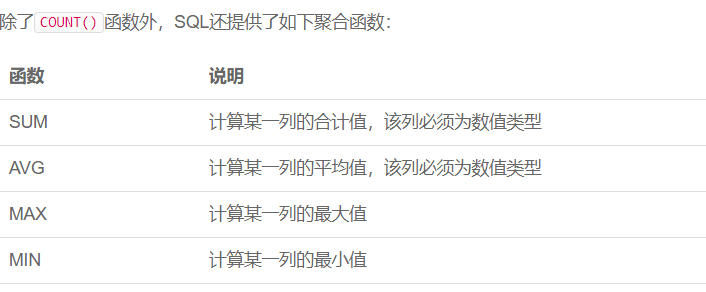 除了COUNT()函数外，SQL还提供了如下聚合函数：
函数 说明
SUM 计算某一列的合计值，该列必须为数值类型
AVG 计算某一列的平均值，该列必须为数值类型
MAX 计算某一列的最大值
MIN 计算某一列的最小值